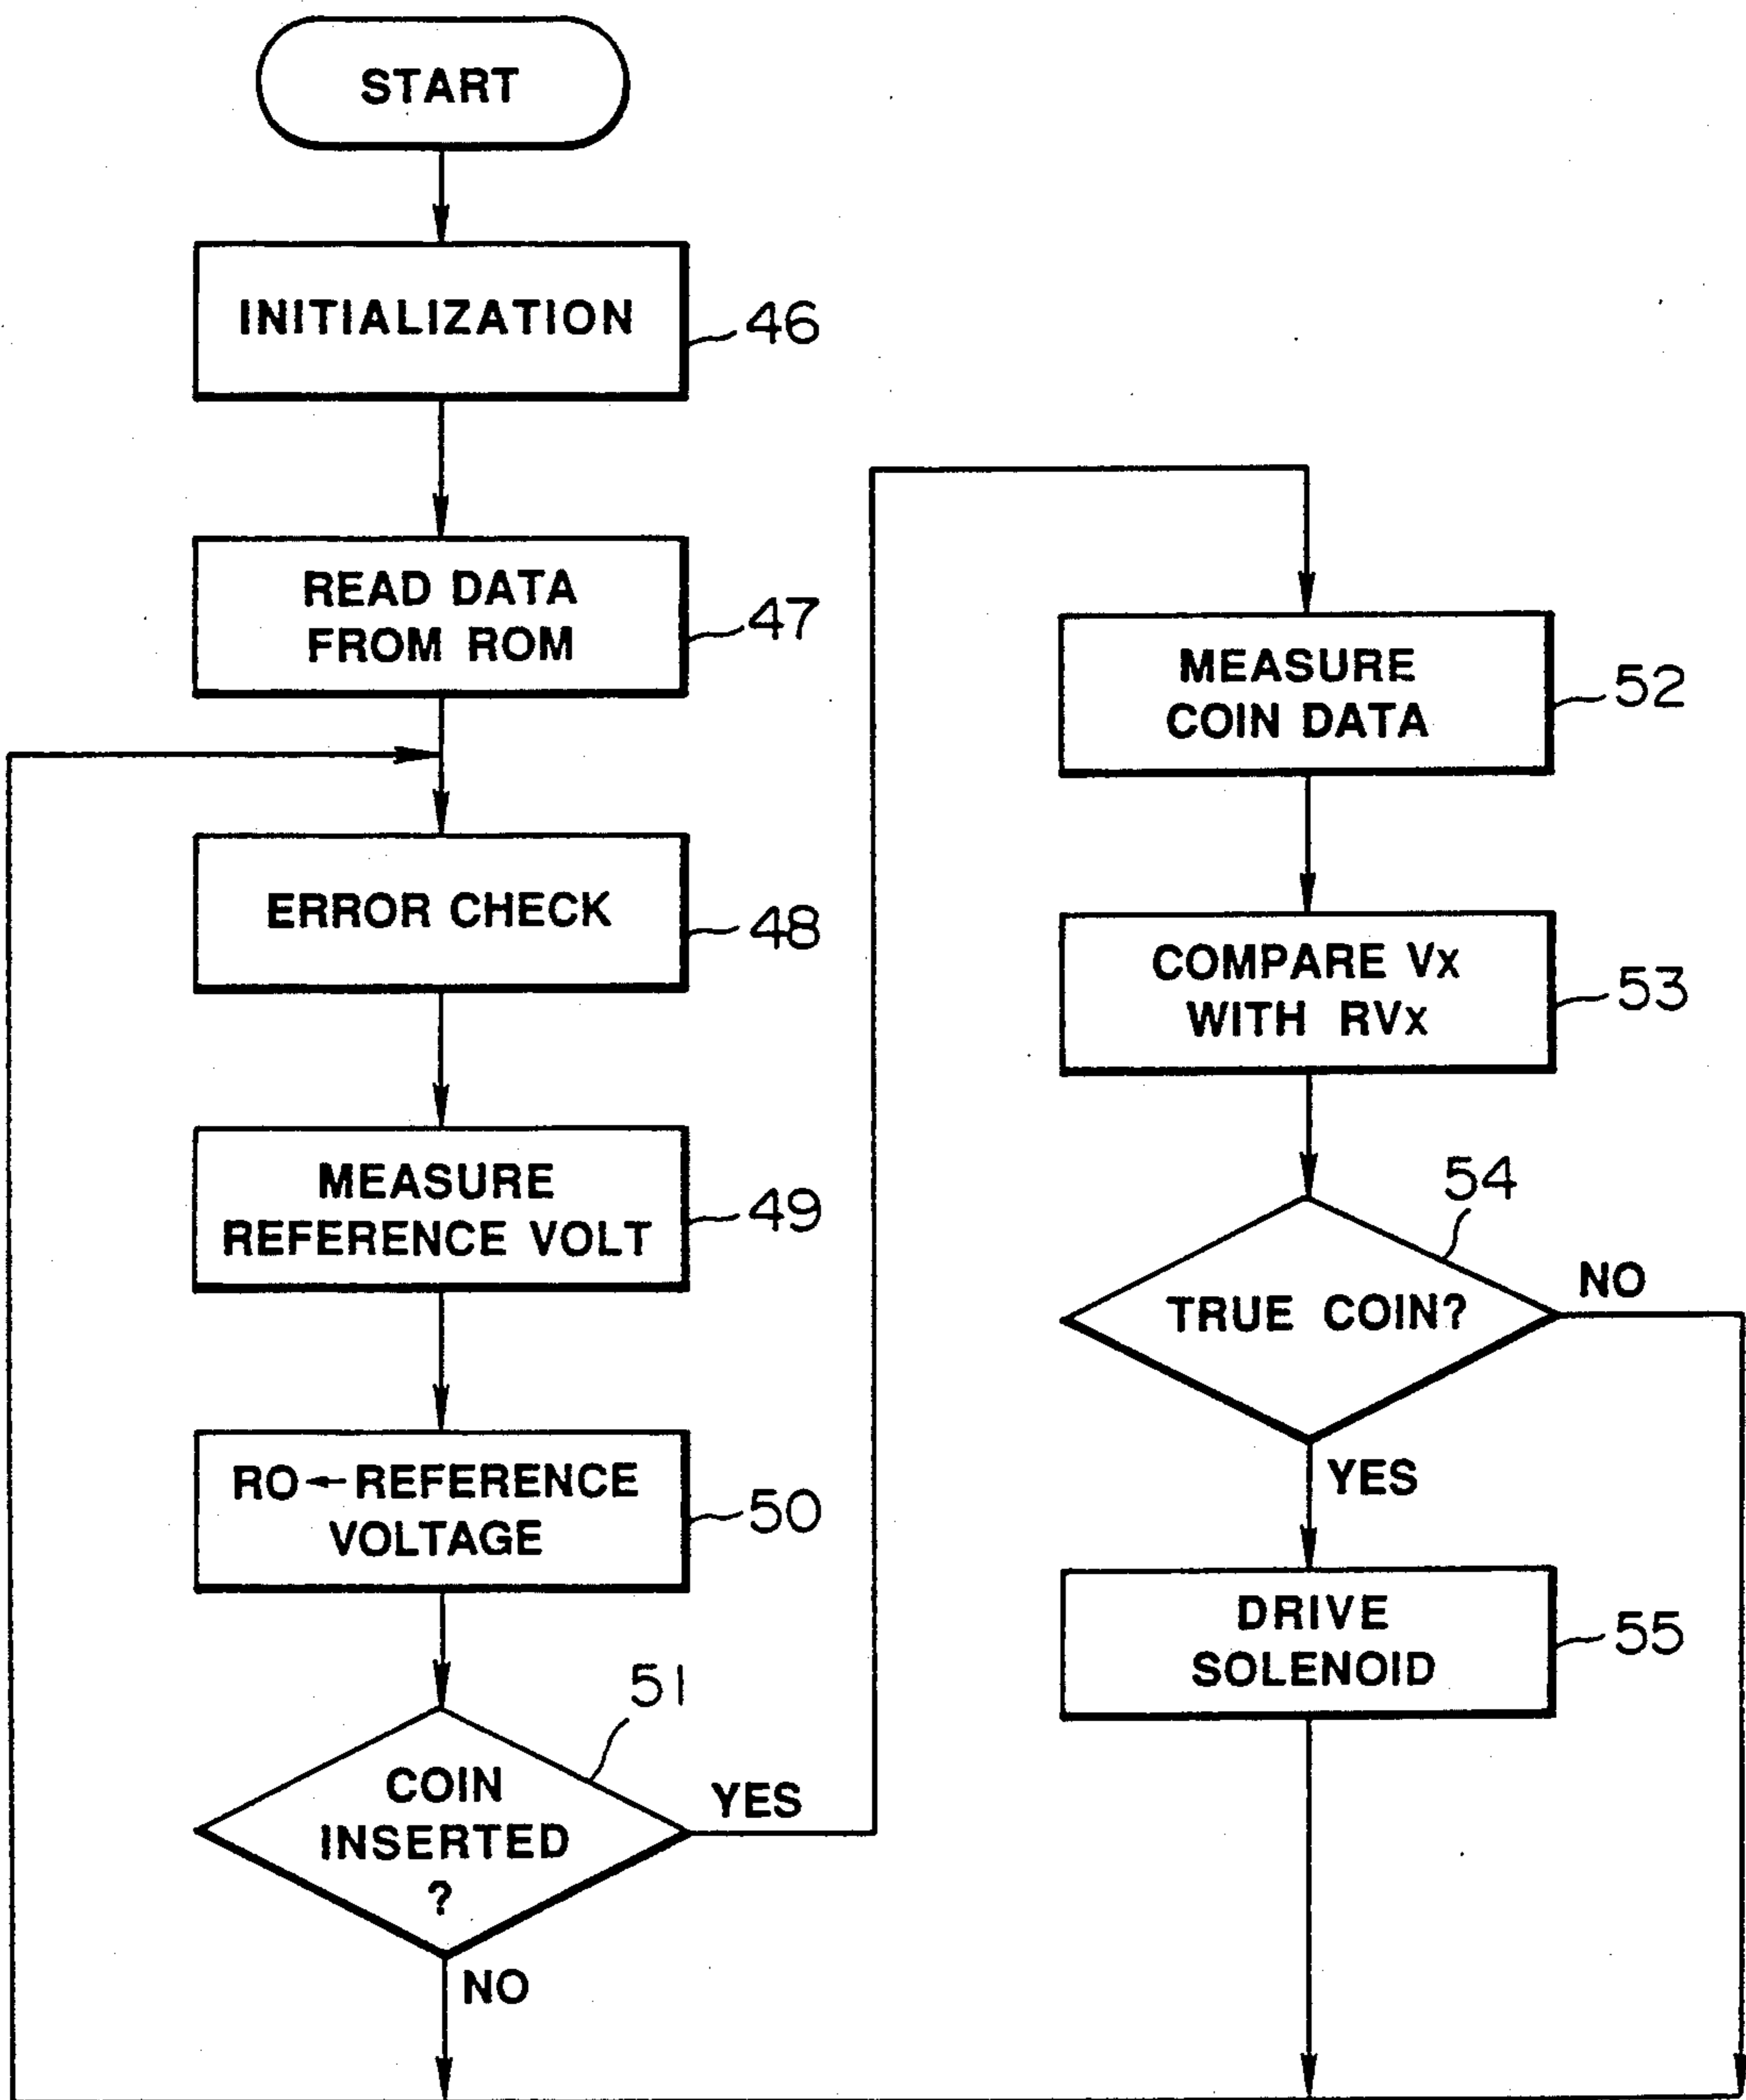 START
INITIALIZATION
46
READ DATA
FROM ROM
47
ERROR CHECK
48
MEASURE
REFERENCE VOLT
49
RO←REFERENCE
VOLTAGE
50
COIN
INSERTED
?
51
YES
NO
MEASURE
COIN DATA
52
COMPARE Vx
WITH RVx
53
TRUE COIN?
54
NO
YES
DRIVE
SOLENOID
55